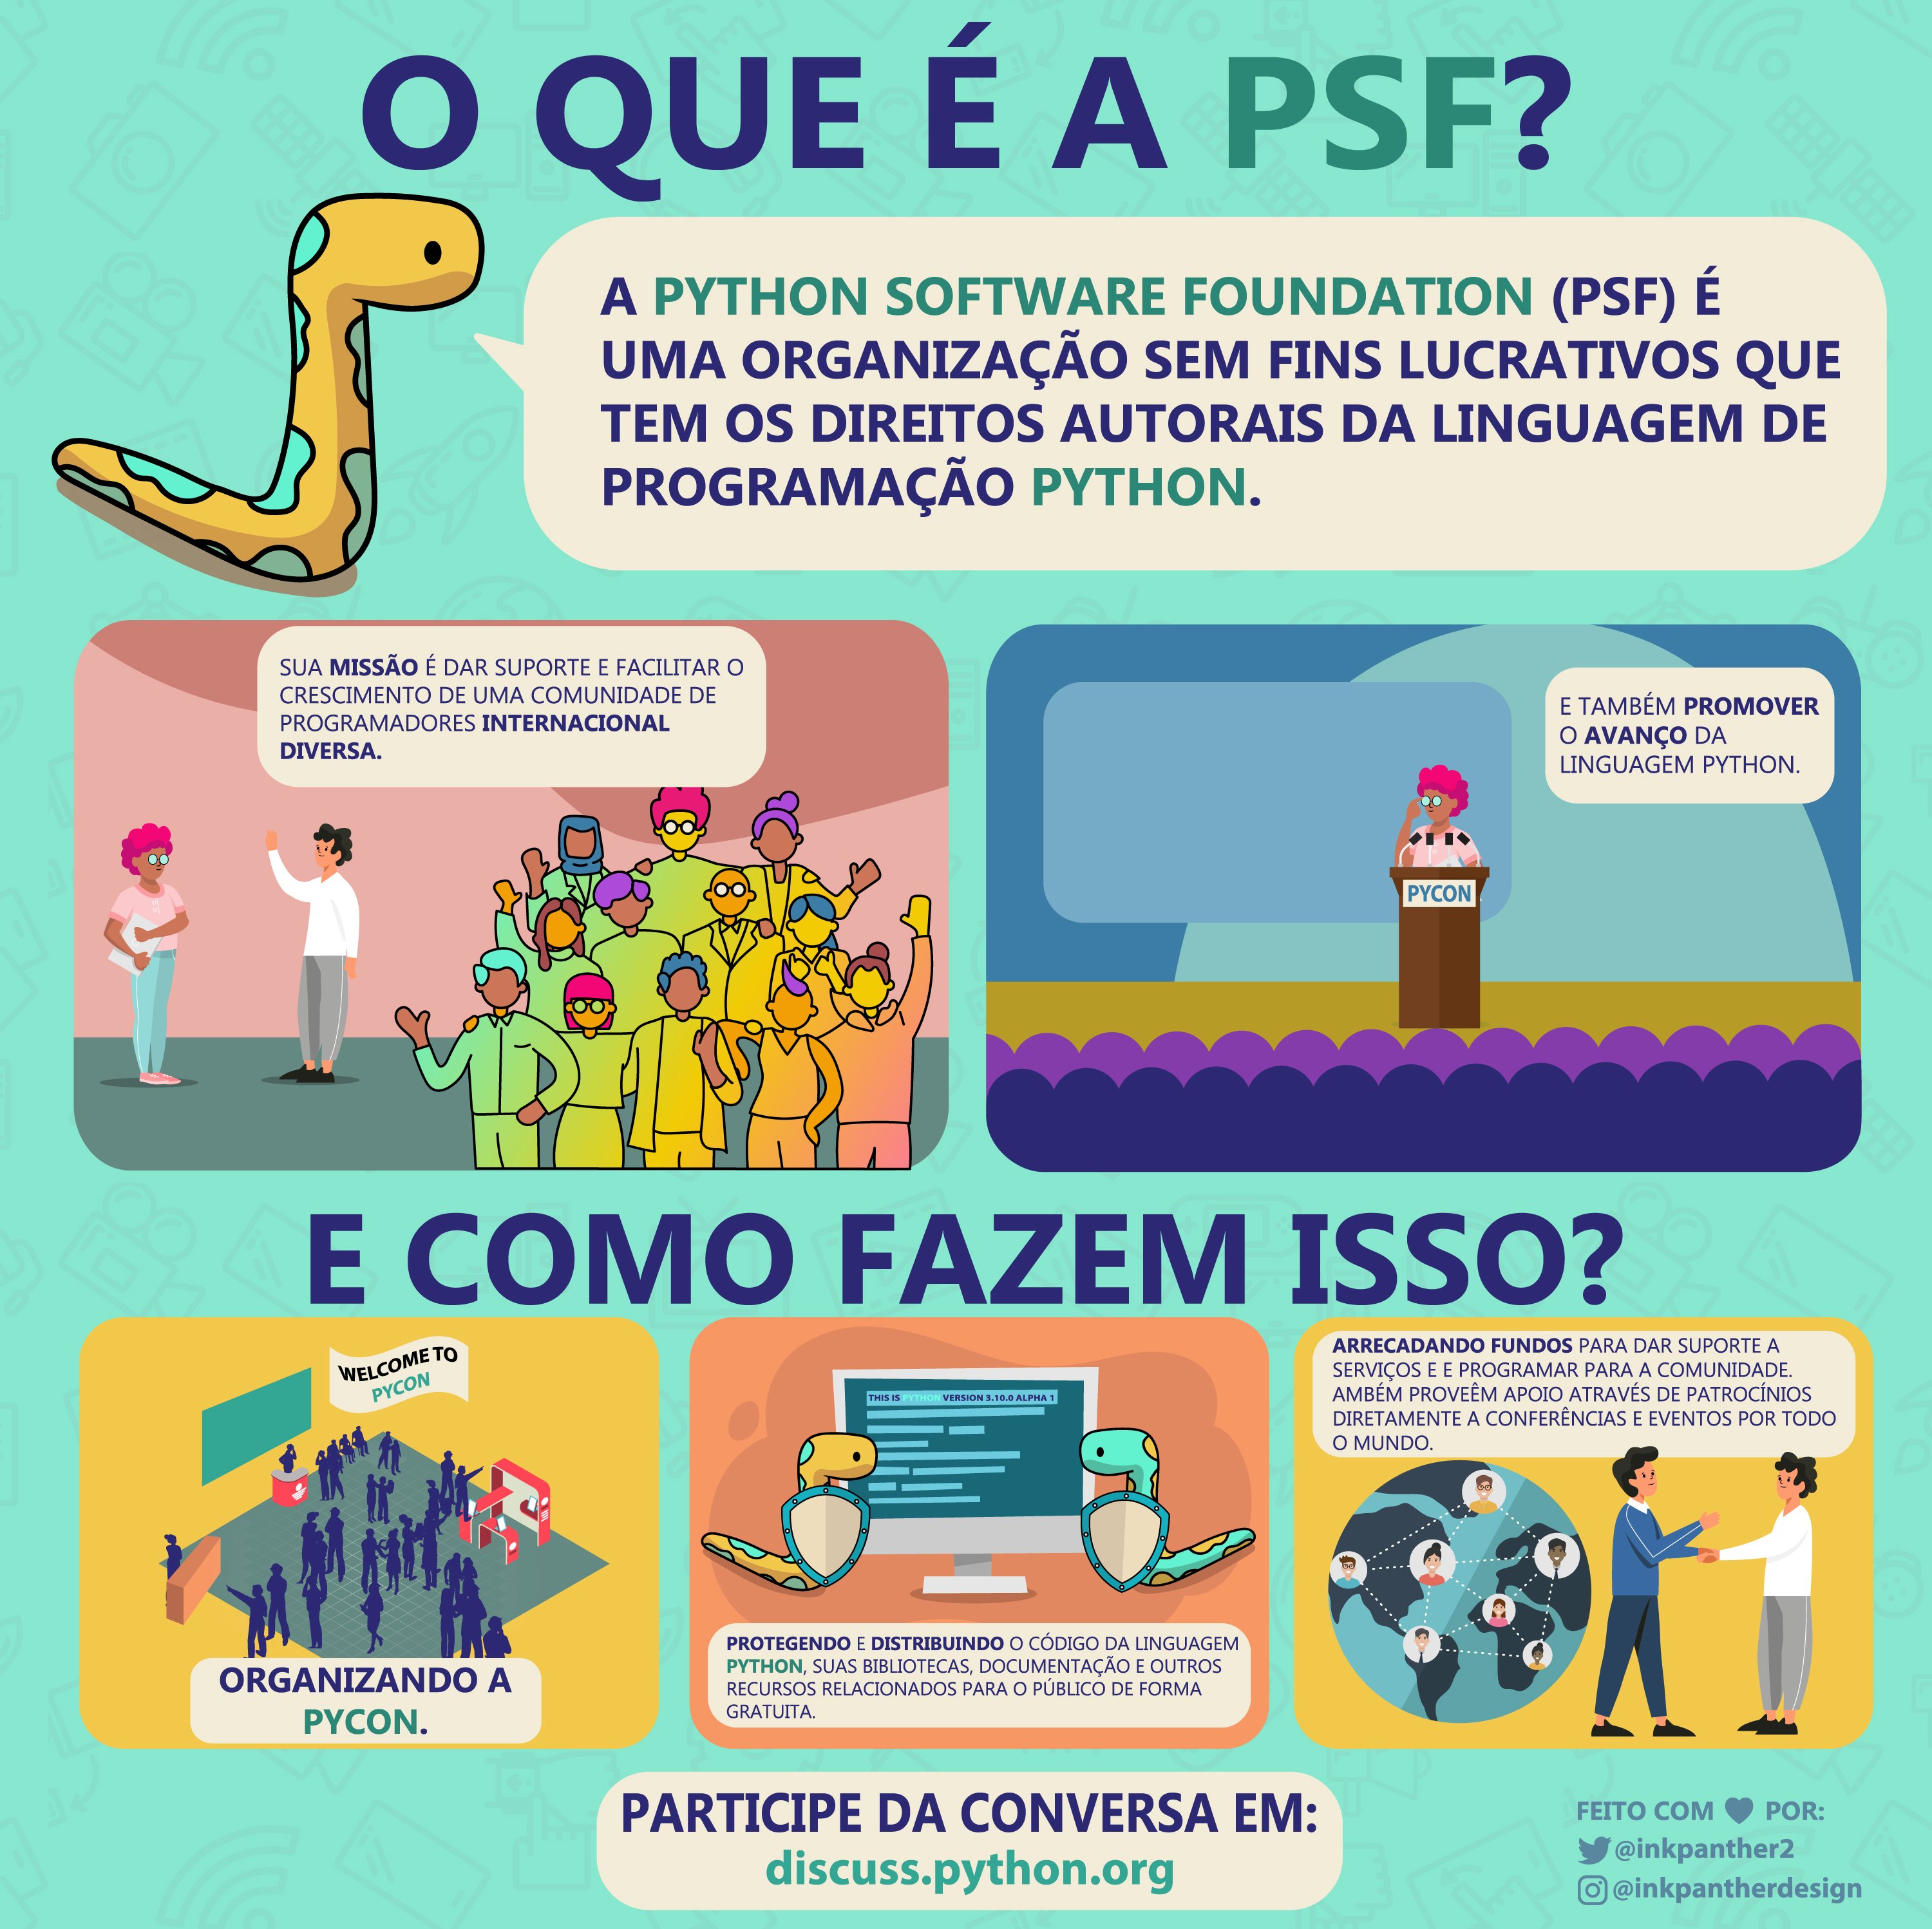 O QUE É A PSF?
A PYTHON SOFTWARE FOUNDATION (PSF) É
UMA ORGANIZAÇÃO SEM FINS LUCRATIVOS QUE
TEM OS DIREITOS AUTORAIS DA LINGUAGEM DE
PROGRAMAÇÃO PYTHON.
SUA MISSÃO É DAR SUPORTE E FACILITAR O
CRESCIMENTO DE UMA COMUNIDADE DE
PROGRAMADORES INTERNACIONAL
DIVERSA.
E TAMBÉM PROMOVER
O AVANÇO DA
LINGUAGEM PYTHON.
PYCON
E COMO FAZEM ISSO?
WELCOME TO
PYCON
ORGANIZANDO A
PYCON.
THIS IS PYTHON VERSION 3.10.0 ALPHA 1
PROTEGENDO E DISTRIBUINDO O CÓDIGO DA LINGUAGEM
PYTHON, SUAS BIBLIOTECAS, DOCUMENTAÇÃO E OUTROS
RECURSOS RELACIONADOS PARA O PÚBLICO DE FORMA
GRATUITA.
ARRECADANDO FUNDOS PARA DAR SUPORTE A
SERVIÇOS E E PROGRAMAR PARA A COMUNIDADE.
AMBÉM PROVEÊM APOIO ATRAVÉS DE PATROCÍNIOS
DIRETAMENTE A CONFERÊNCIAS E EVENTOS POR TODO
O MUNDO.
PARTICIPE DA CONVERSA EM:
discuss.python.org
FEITO COM POR:
@inkpanther2
@inkpantherdesign